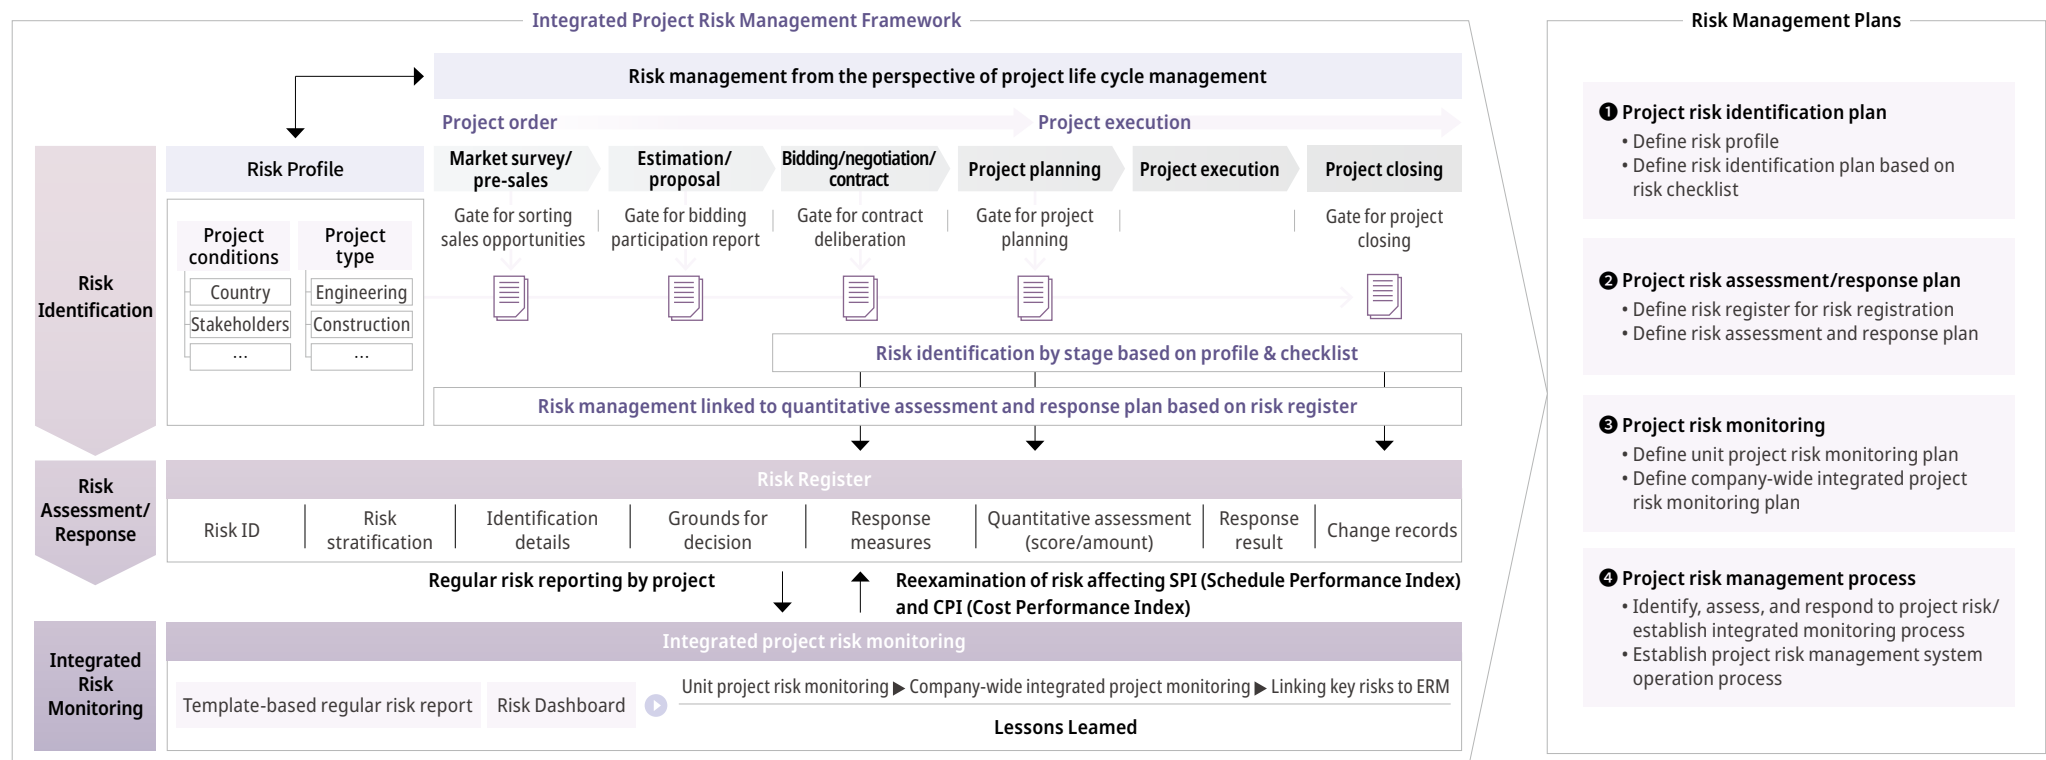 Integrated Project Risk Management Framework
Risk management from the perspective of project life cycle management
Project order
Project execution
Risk
Identification
Risk Profile
Project
conditions
Country
Stakeholders
...
Project
type
Engineering
Construction
...
Market survey/
pre-sales
Estimation/
proposal
Bidding/negotiation/
contract
Project planning
Project execution
Project closing
Gate for sorting
sales opportunities
Gate for bidding
participation report
Gate for contract
deliberation
Gate for project
planning
Gate for project
closing
Risk identification by stage based on profile & checklist
Risk management linked to quantitative assessment and response plan based on risk register
Risk
Assessment/
Response
Risk Register
Risk ID
Risk
stratification
Identification
details
Grounds for
decision
Response
measures
Quantitative assessment
(score/amount)
Response
result
Change records
Regular risk reporting by project
Reexamination of risk affecting SPI (Schedule Performance Index)
and CPI (Cost Performance Index)
Integrated
Risk
Monitoring
Integrated project risk monitoring
Template-based regular risk report
Risk Dashboard
Unit project risk monitoring ▶ Company-wide integrated project monitoring ▶ Linking key risks to ERM
Lessons Leamed
Risk Management Plans
❶ Project risk identification plan
• Define risk profile
• Define risk identification plan based on
risk checklist
❷ Project risk assessment/response plan
• Define risk register for risk registration
• Define risk assessment and response plan
❸ Project risk monitoring
• Define unit project risk monitoring plan
• Define company-wide integrated project
risk monitoring plan
❹ Project risk management process
• Identify, assess, and respond to project risk/
establish integrated monitoring process
• Establish project risk management system
operation process